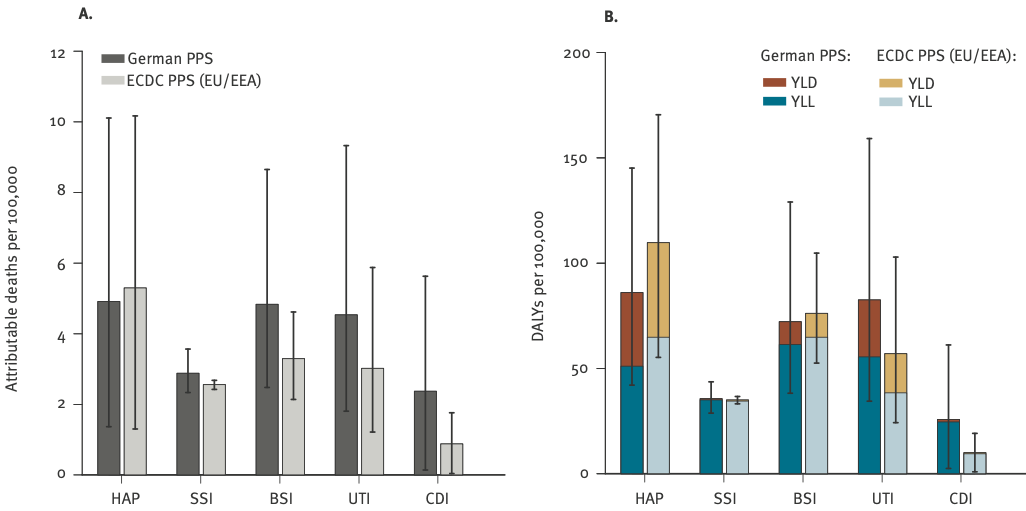 A.
12
10
8
6
4
2
0
Attributable deaths per 100,000
German PPS
ECDC PPS (EU/EEA)
HAP SSI BSI UTI CDI
B.
200
150
100
50
0
DALYs per 100,000
German PPS: ECDC PPS (EU/EEA):
YLD YLD
YLL YLL
HAP SSI BSI UTI CDI